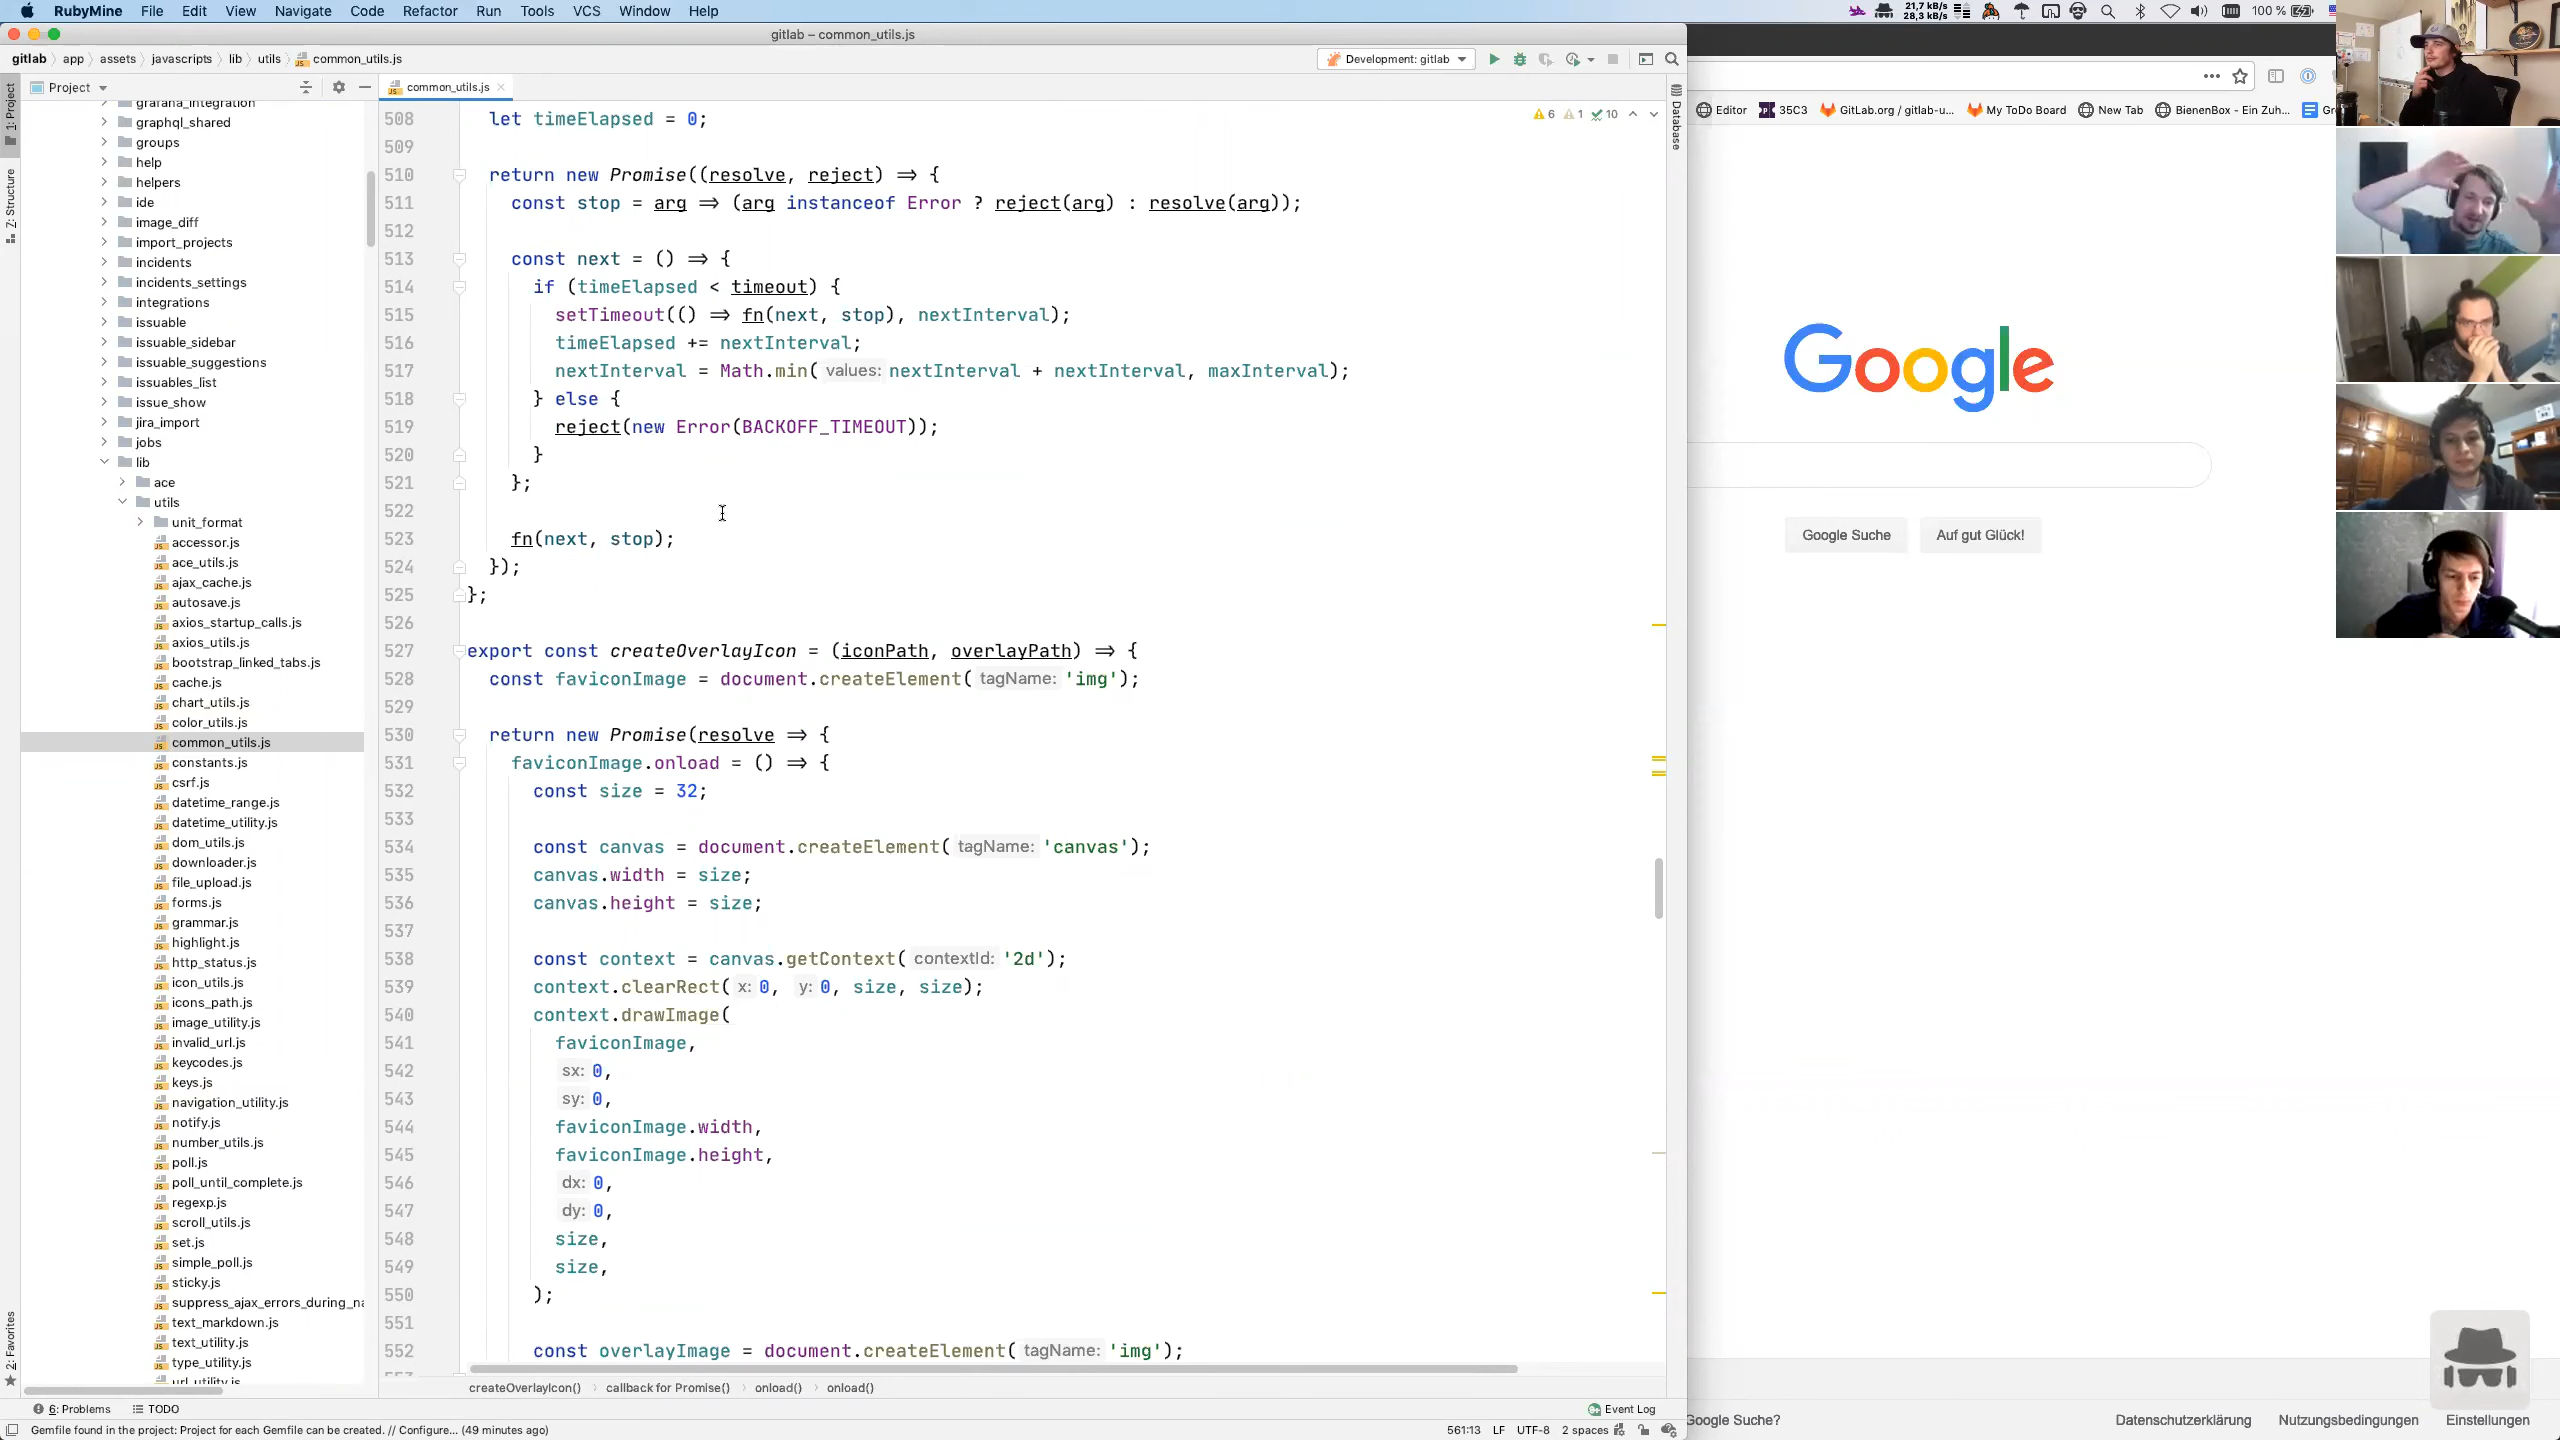 RubyMine File Edit View Navigate Code Refactor Run Tools VCS Window Help
21,7 kB/s
28,3 kB/s
100 %
gitlab – common_utils.js
gitlab app assets javascripts lib utils common_utils.js
Development: gitlab
Project
common_utils.js
1: Project
Z: Structure
2: Favorites
Database
grafana_integration
graphql_shared
groups
help
helpers
ide
image_diff
import_projects
incidents
incidents_settings
integrations
issuable
issuable_sidebar
issuable_suggestions
issuables_list
issue_show
jira_import
jobs
lib
ace
utils
unit_format
accessor.js
ace_utils.js
ajax_cache.js
autosave.js
axios_startup_calls.js
axios_utils.js
bootstrap_linked_tabs.js
cache.js
chart_utils.js
color_utils.js
common_utils.js
constants.js
csrf.js
datetime_range.js
datetime_utility.js
dom_utils.js
downloader.js
file_upload.js
forms.js
grammar.js
highlight.js
http_status.js
icon_utils.js
icons_path.js
image_utility.js
invalid_url.js
keycodes.js
keys.js
navigation_utility.js
notify.js
number_utils.js
poll.js
poll_until_complete.js
regexp.js
scroll_utils.js
set.js
simple_poll.js
sticky.js
suppress_ajax_errors_during_na
text_markdown.js
text_utility.js
type_utility.js
url_utility.js
6 1 10
508 let timeElapsed = 0;
509
510 return new Promise((resolve, reject) => {
511 const stop = arg => (arg instanceof Error ? reject(arg) : resolve(arg));
512
513 const next = () => {
514 if (timeElapsed < timeout) {
515 setTimeout(() => fn(next, stop), nextInterval);
516 timeElapsed += nextInterval;
517 nextInterval = Math.min( values: nextInterval + nextInterval, maxInterval);
518 } else {
519 reject(new Error(BACKOFF_TIMEOUT));
520 }
521 };
522
523 fn(next, stop);
524 });
525 };
526
527 export const createOverlayIcon = (iconPath, overlayPath) => {
528 const faviconImage = document.createElement( tagName: 'img');
529
530 return new Promise(resolve => {
531 faviconImage.onload = () => {
532 const size = 32;
533
534 const canvas = document.createElement( tagName: 'canvas');
535 canvas.width = size;
536 canvas.height = size;
537
538 const context = canvas.getContext( contextId: '2d');
539 context.clearRect( x: 0, y: 0, size, size);
540 context.drawImage(
541 faviconImage,
542 sx: 0,
543 sy: 0,
544 faviconImage.width,
545 faviconImage.height,
546 dx: 0,
547 dy: 0,
548 size,
549 size,
550 );
551
552 const overlayImage = document.createElement( tagName: 'img');
createOverlayIcon() callback for Promise() onload() onload()
6: Problems TODO
Event Log
Gemfile found in the project: Project for each Gemfile can be created. // Configure... (49 minutes ago)
561:13 LF UTF-8 2 spaces
Editor 35C3 GitLab.org / gitlab-u... My ToDo Board New Tab BienenBox - Ein Zuh...
Google
Google Suche Auf gut Glück!
Google Suche?
Datenschutzerklärung Nutzungsbedingungen Einstellungen